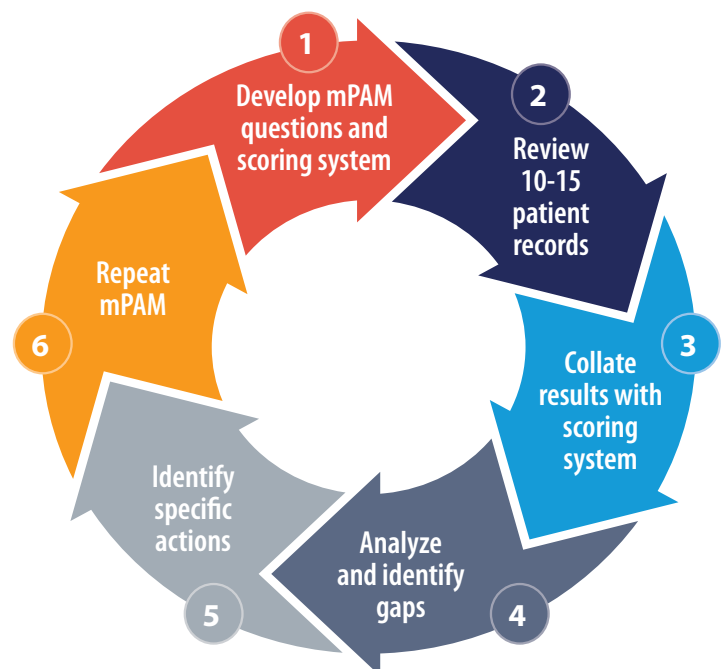 1
Develop mPAM
questions and
scoring system
2
Review
10-15
patient
records
3
Collate
results with
scoring
system
4
Analyze
and identify
gaps
5
Identify
specific
actions
6
Repeat
mPAM